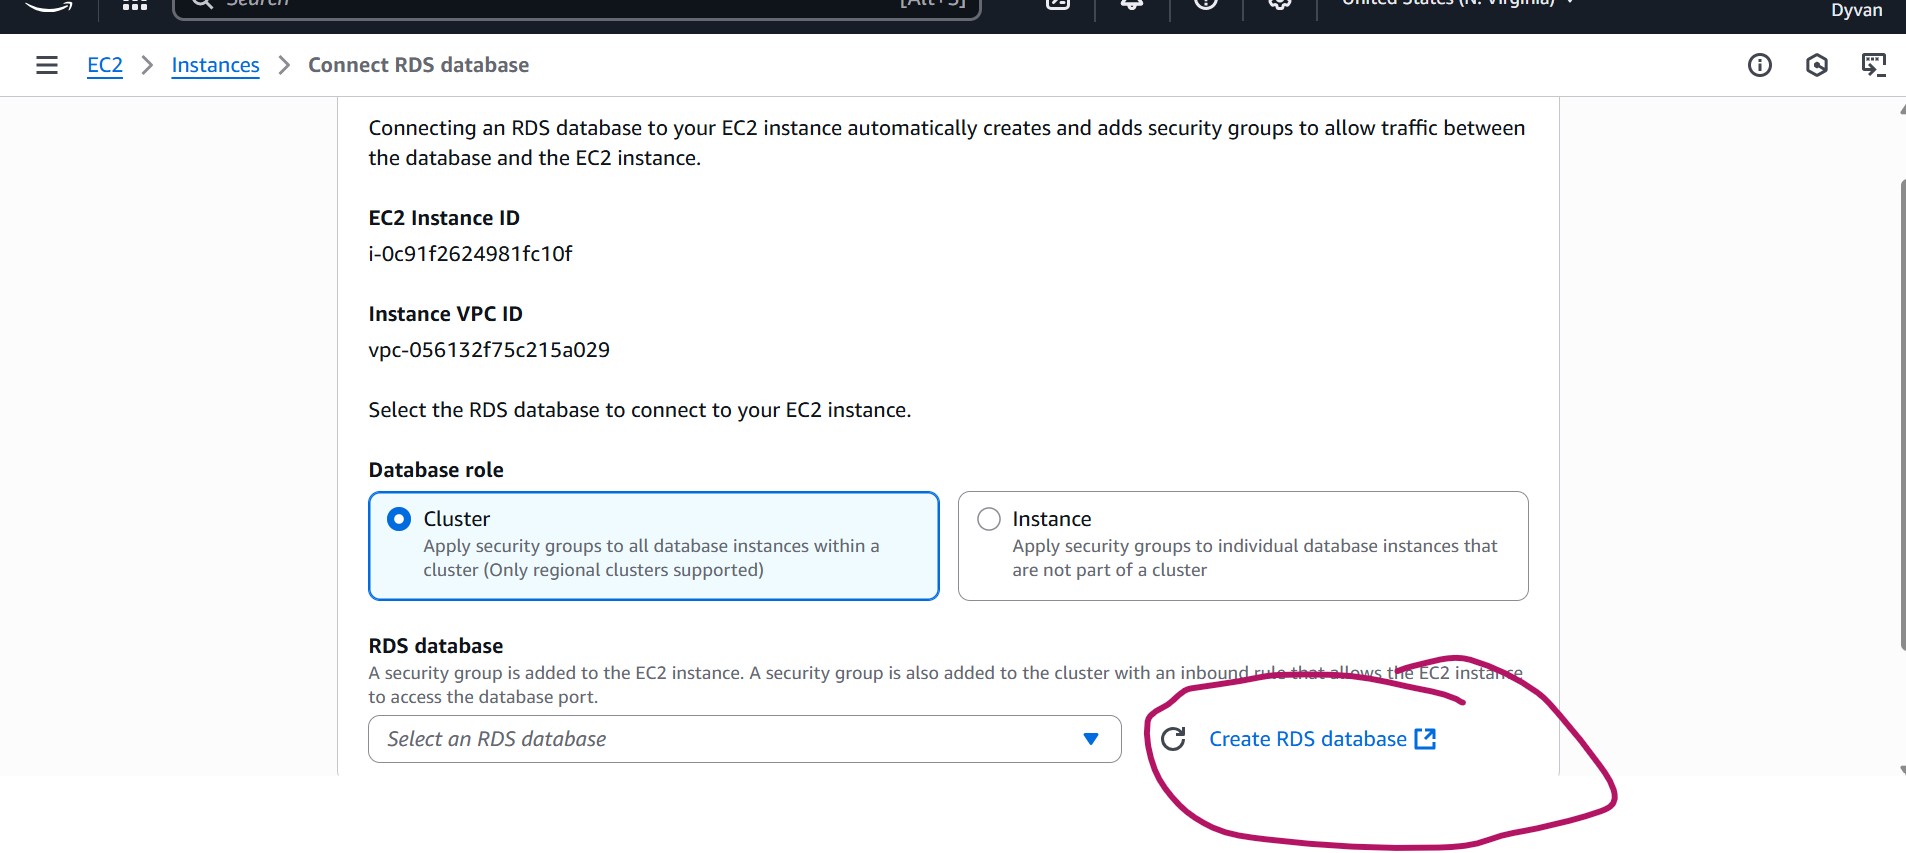 Search [Alt+S] United States (N. Virginia)
Dyvan
EC2 > Instances > Connect RDS database
Connecting an RDS database to your EC2 instance automatically creates and adds security groups to allow traffic between
the database and the EC2 instance.
EC2 Instance ID
i-0c91f2624981fc10f
Instance VPC ID
vpc-056132f75c215a029
Select the RDS database to connect to your EC2 instance.
Database role
Cluster
Apply security groups to all database instances within a
cluster (Only regional clusters supported)
Instance
Apply security groups to individual database instances that
are not part of a cluster
RDS database
A security group is added to the EC2 instance. A security group is also added to the cluster with an inbound rule that allows the EC2 instance
to access the database port.
Select an RDS database
Create RDS database